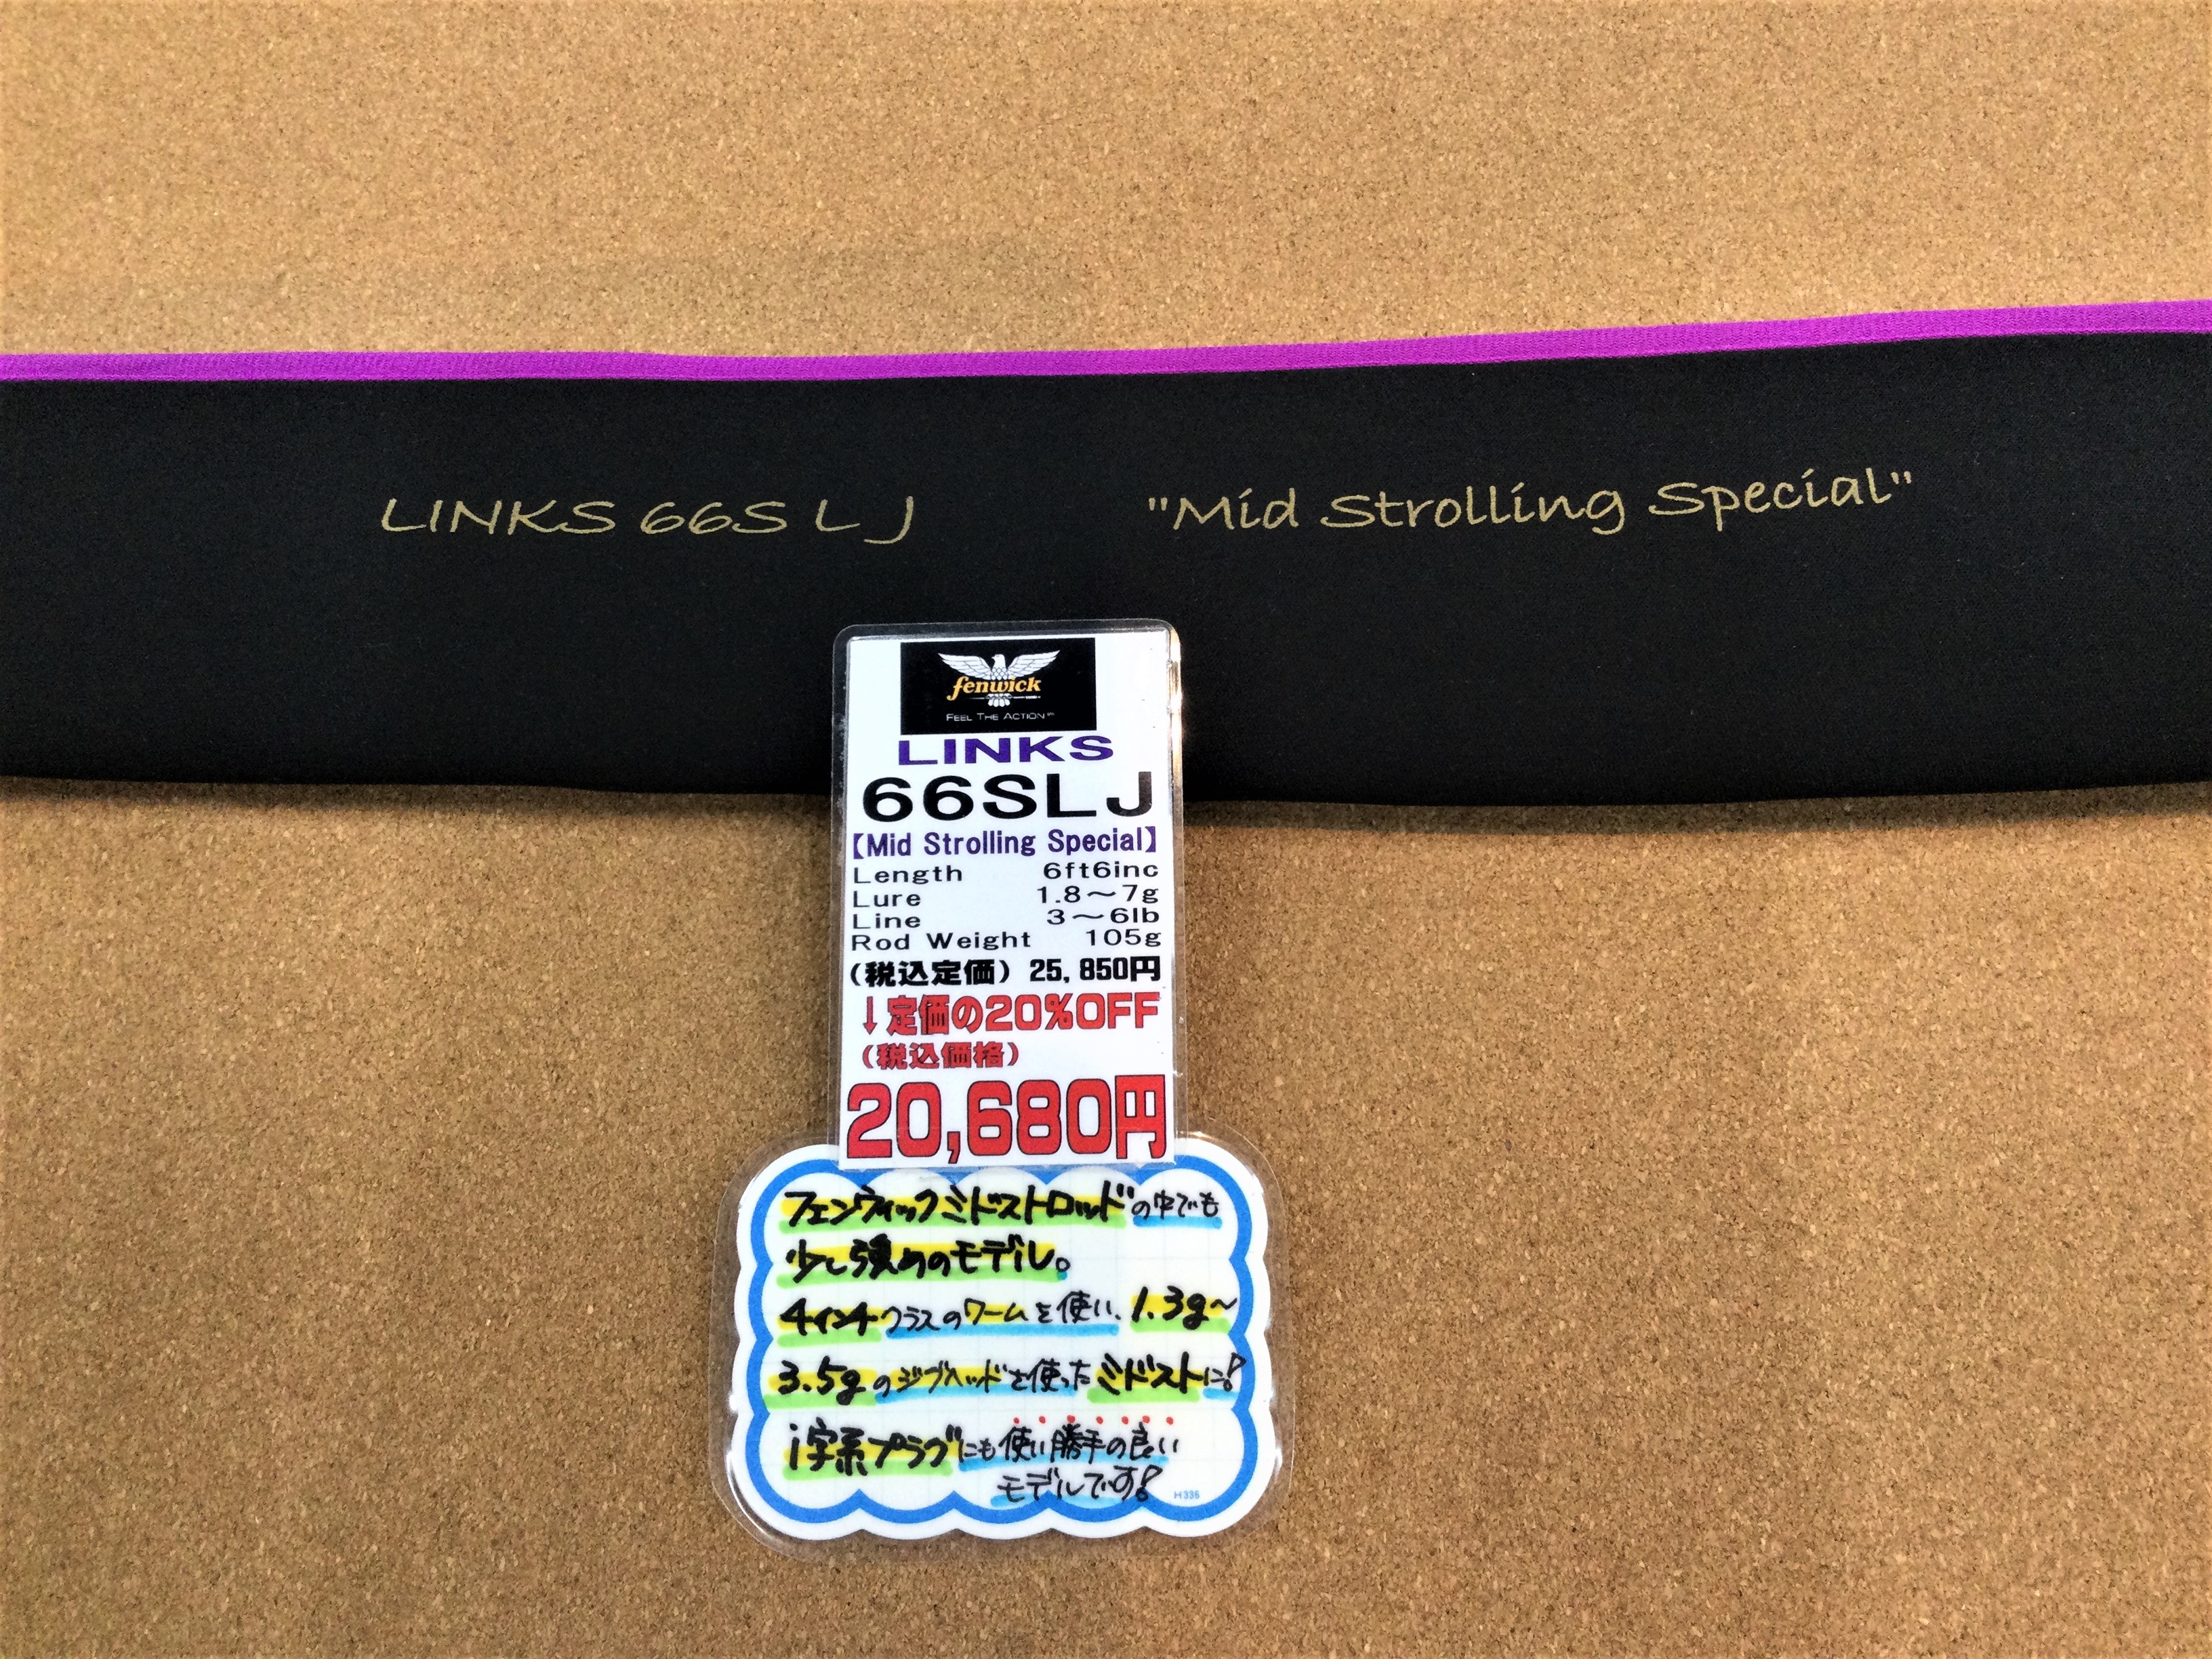 LINKS 66S L J
"Mid Strolling Special"
fenwick
FEEL THE ACTION
LINKS
66SLJ
【Mid Strolling Special】
Length 6ft6inc
Lure 1.8～7g
Line 3～6lb
Rod Weight 105g
(税込定価) 25,850円
↓定価の20%OFF
(税込価格)
20,680円
フェンウィックミドストロッドの中でも
少し強めのモデル。
4インチクラスのワームを使い、1.3g~
3.5gのジグヘッドを使ったミドストに!
i字系プラグにも使い勝手の良い
モデルです!
H336